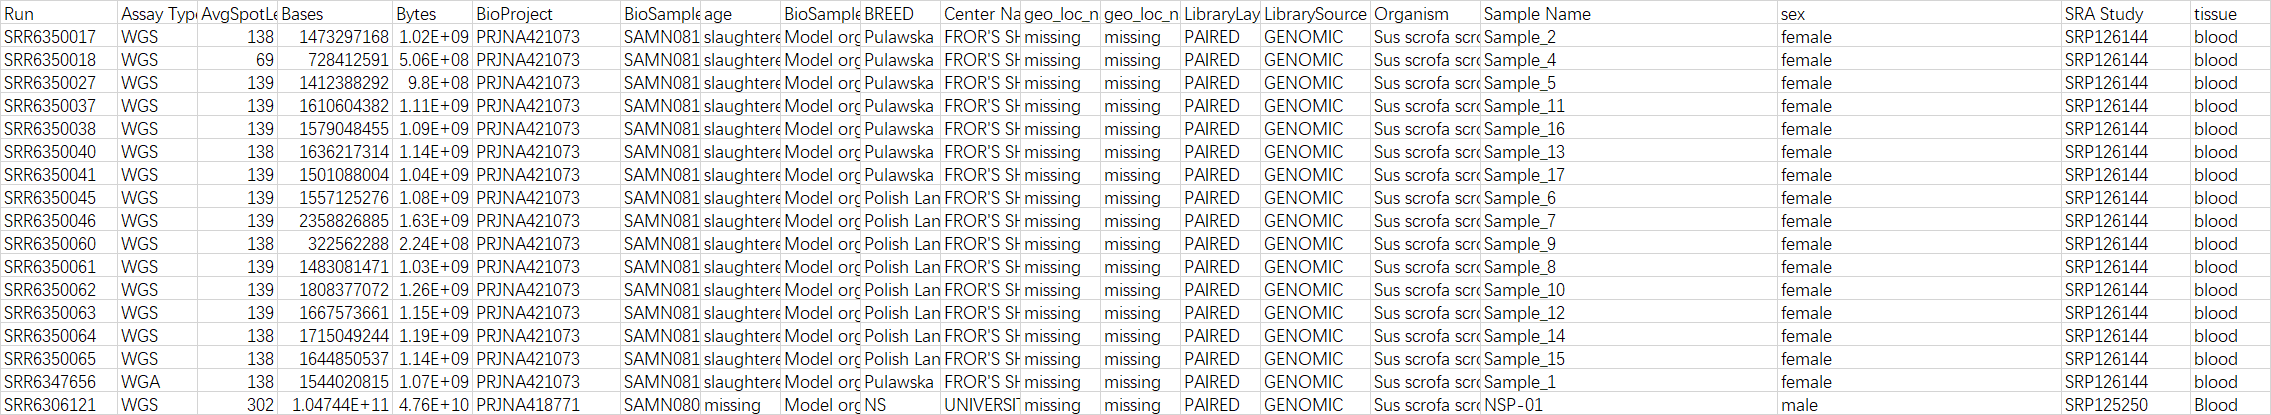 Run Assay Typ AvgSpotLe Bases Bytes BioProject BioSample age BioSample BREED Center Na geo_loc_n geo_loc_n LibraryLay LibrarySource Organism Sample Name sex SRA Study tissue
SRR6350017 WGS 138 1473297168 1.02E+09 PRJNA421073 SAMN081 slaughtere Model org Pulawska FROR'S SH missing missing PAIRED GENOMIC Sus scrofa scro Sample_2 female SRP126144 blood
SRR6350018 WGS 69 728412591 5.06E+08 PRJNA421073 SAMN081 slaughtere Model org Pulawska FROR'S SH missing missing PAIRED GENOMIC Sus scrofa scro Sample_4 female SRP126144 blood
SRR6350027 WGS 139 1412388292 9.8E+08 PRJNA421073 SAMN081 slaughtere Model org Pulawska FROR'S SH missing missing PAIRED GENOMIC Sus scrofa scro Sample_5 female SRP126144 blood
SRR6350037 WGS 139 1610604382 1.11E+09 PRJNA421073 SAMN081 slaughtere Model org Pulawska FROR'S SH missing missing PAIRED GENOMIC Sus scrofa scro Sample_11 female SRP126144 blood
SRR6350038 WGS 139 1579048455 1.09E+09 PRJNA421073 SAMN081 slaughtere Model org Pulawska FROR'S SH missing missing PAIRED GENOMIC Sus scrofa scro Sample_16 female SRP126144 blood
SRR6350040 WGS 138 1636217314 1.14E+09 PRJNA421073 SAMN081 slaughtere Model org Pulawska FROR'S SH missing missing PAIRED GENOMIC Sus scrofa scro Sample_13 female SRP126144 blood
SRR6350041 WGS 139 1501088004 1.04E+09 PRJNA421073 SAMN081 slaughtere Model org Pulawska FROR'S SH missing missing PAIRED GENOMIC Sus scrofa scro Sample_17 female SRP126144 blood
SRR6350045 WGS 139 1557125276 1.08E+09 PRJNA421073 SAMN081 slaughtere Model org Polish Lan FROR'S SH missing missing PAIRED GENOMIC Sus scrofa scro Sample_6 female SRP126144 blood
SRR6350046 WGS 139 2358826885 1.63E+09 PRJNA421073 SAMN081 slaughtere Model org Polish Lan FROR'S SH missing missing PAIRED GENOMIC Sus scrofa scro Sample_7 female SRP126144 blood
SRR6350060 WGS 138 322562288 2.24E+08 PRJNA421073 SAMN081 slaughtere Model org Polish Lan FROR'S SH missing missing PAIRED GENOMIC Sus scrofa scro Sample_9 female SRP126144 blood
SRR6350061 WGS 139 1483081471 1.03E+09 PRJNA421073 SAMN081 slaughtere Model org Polish Lan FROR'S SH missing missing PAIRED GENOMIC Sus scrofa scro Sample_8 female SRP126144 blood
SRR6350062 WGS 139 1808377072 1.26E+09 PRJNA421073 SAMN081 slaughtere Model org Polish Lan FROR'S SH missing missing PAIRED GENOMIC Sus scrofa scro Sample_10 female SRP126144 blood
SRR6350063 WGS 139 1667573661 1.15E+09 PRJNA421073 SAMN081 slaughtere Model org Polish Lan FROR'S SH missing missing PAIRED GENOMIC Sus scrofa scro Sample_12 female SRP126144 blood
SRR6350064 WGS 138 1715049244 1.19E+09 PRJNA421073 SAMN081 slaughtere Model org Polish Lan FROR'S SH missing missing PAIRED GENOMIC Sus scrofa scro Sample_14 female SRP126144 blood
SRR6350065 WGS 138 1644850537 1.14E+09 PRJNA421073 SAMN081 slaughtere Model org Polish Lan FROR'S SH missing missing PAIRED GENOMIC Sus scrofa scro Sample_15 female SRP126144 blood
SRR6347656 WGA 138 1544020815 1.07E+09 PRJNA421073 SAMN081 slaughtere Model org Pulawska FROR'S SH missing missing PAIRED GENOMIC Sus scrofa scro Sample_1 female SRP126144 blood
SRR6306121 WGS 302 1.04744E+11 4.76E+10 PRJNA418771 SAMN080 missing Model org NS UNIVERSIT missing missing PAIRED GENOMIC Sus scrofa scro NSP-01 male SRP125250 Blood